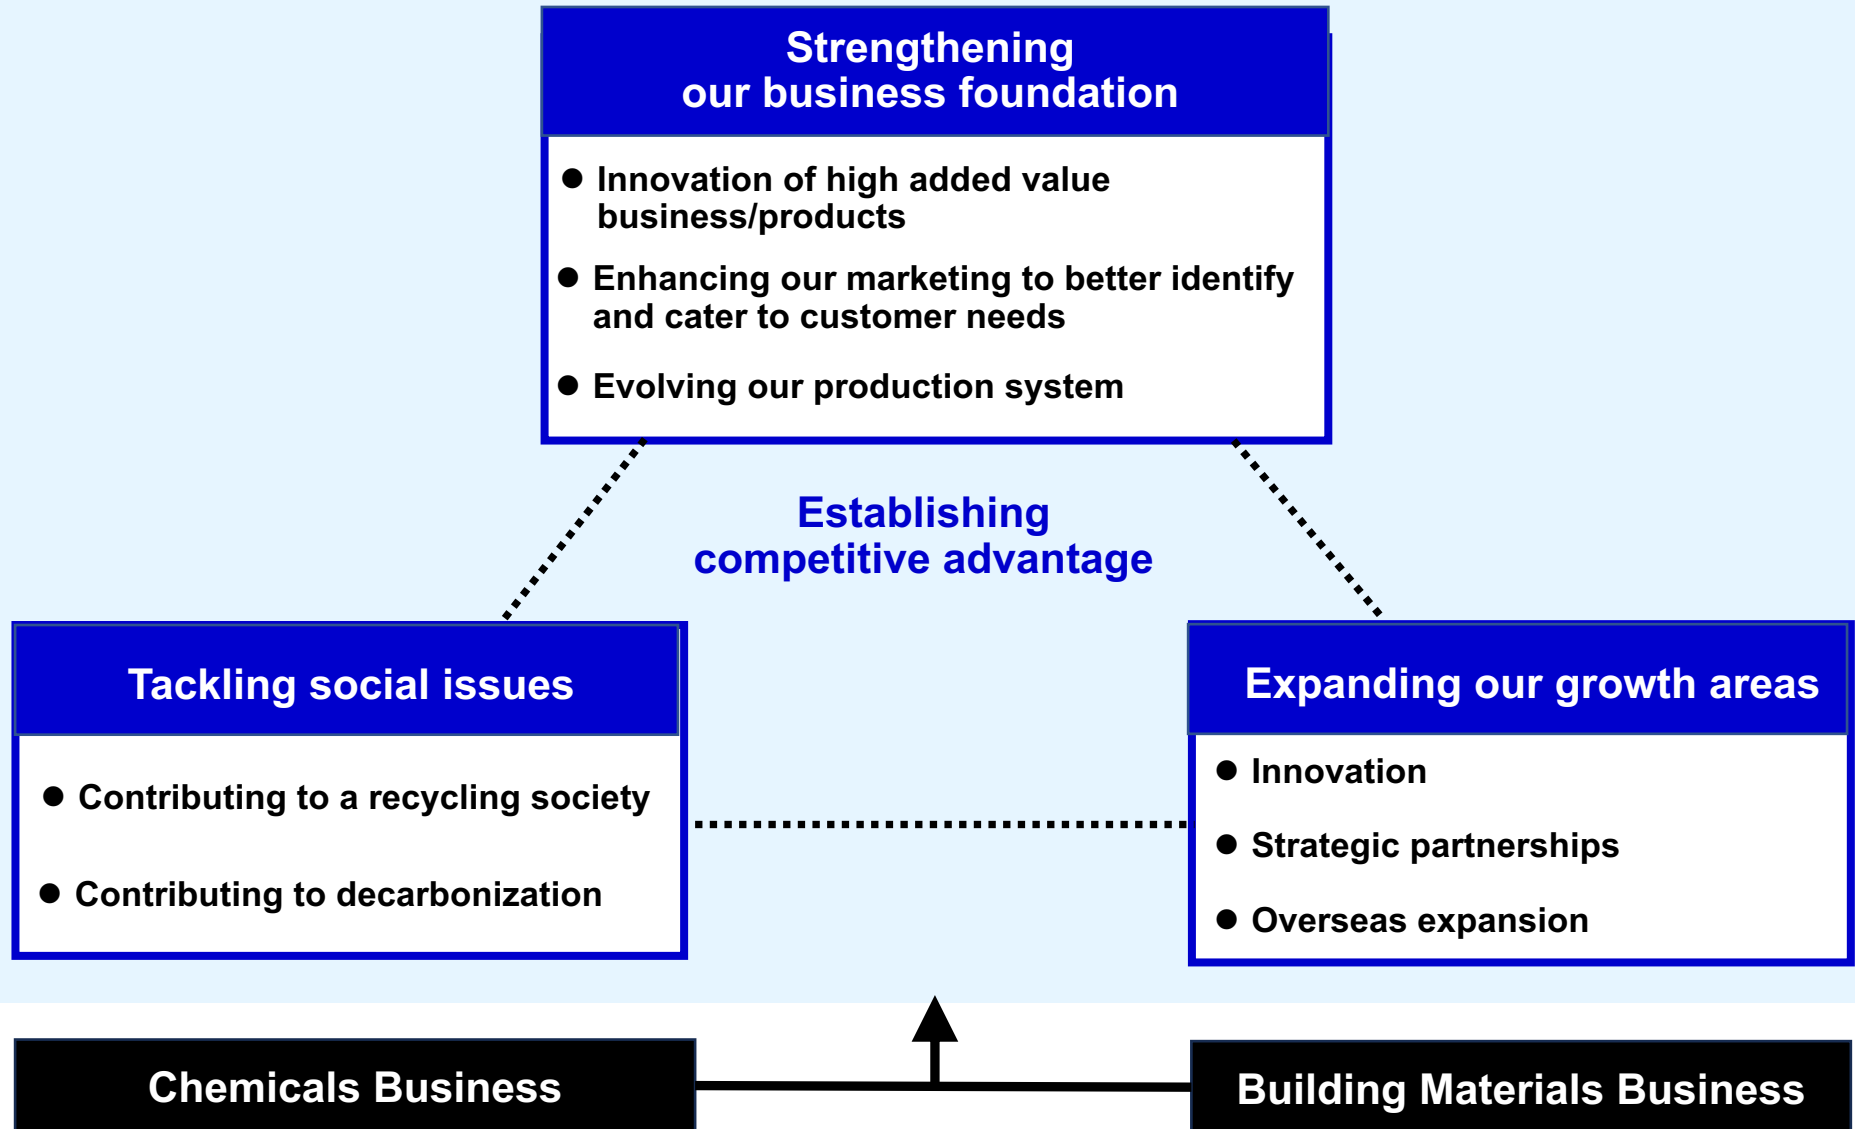 Strengthening
our business foundation
● Innovation of high added value
business/products
● Enhancing our marketing to better identify
and cater to customer needs
● Evolving our production system
Establishing
competitive advantage
Tackling social issues
● Contributing to a recycling society
● Contributing to decarbonization
Expanding our growth areas
● Innovation
● Strategic partnerships
● Overseas expansion
Chemicals Business
Building Materials Business